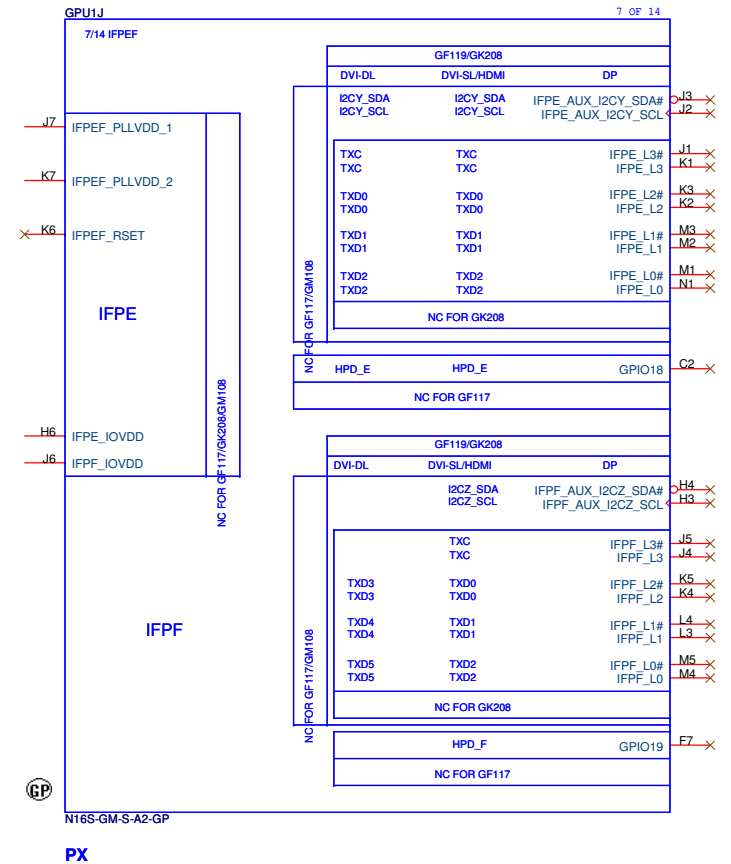 GPU1J 7 OF 14
7/14 IFPEF
GF119/GK208
DVI-DL DVI-SL/HDMI DP
I2CY_SDA I2CY_SDA IFPE_AUX_I2CY_SDA# J3
I2CY_SCL I2CY_SCL IFPE_AUX_I2CY_SCL J2
J7 IFPEF_PLLVDD_1
TXC TXC IFPE_L3# J1
TXC TXC IFPE_L3 K1
K7 IFPEF_PLLVDD_2
TXD0 TXD0 IFPE_L2# K3
TXD0 TXD0 IFPE_L2 K2
K6 IFPEF_RSET
TXD1 TXD1 IFPE_L1# M3
TXD1 TXD1 IFPE_L1 M2
TXD2 TXD2 IFPE_L0# M1
TXD2 TXD2 IFPE_L0 N1
IFPE
NC FOR GK208
NC FOR GF117/GM108
HPD_E HPD_E GPIO18 C2
NC FOR GF117
NC FOR GF117/GK208/GM108
H6 IFPE_IOVDD
J6 IFPF_IOVDD
GF119/GK208
DVI-DL DVI-SL/HDMI DP
I2CZ_SDA IFPF_AUX_I2CZ_SDA# H4
I2CZ_SCL IFPF_AUX_I2CZ_SCL H3
TXC IFPF_L3# J5
TXC IFPF_L3 J4
TXD3 TXD0 IFPF_L2# K5
TXD3 TXD0 IFPF_L2 K4
TXD4 TXD1 IFPF_L1# L4
TXD4 TXD1 IFPF_L1 L3
IFPF
TXD5 TXD2 IFPF_L0# M5
TXD5 TXD2 IFPF_L0 M4
NC FOR GK208
NC FOR GF117/GM108
HPD_F GPIO19 F7
NC FOR GF117
GP
N16S-GM-S-A2-GP
PX